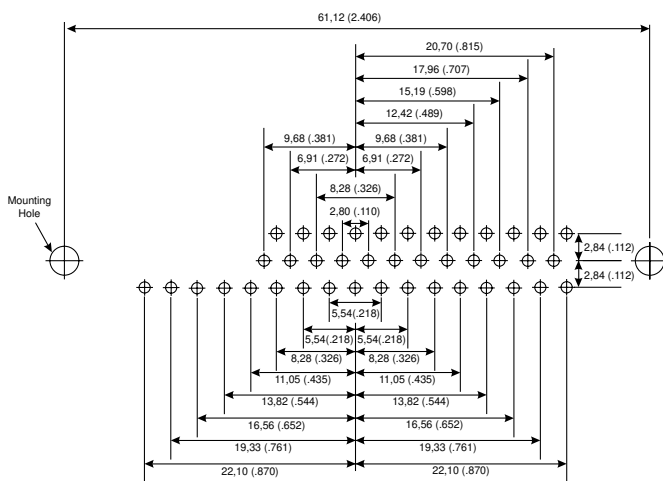 61,12 (2.406)
20,70 (.815)
17,96 (.707)
15,19 (.598)
12,42 (.489)
9,68 (.381) 9,68 (.381)
6,91 (.272) 6,91 (.272)
8,28 (.326)
2,80 (.110)
Mounting
Hole
2,84 (.112)
2,84 (.112)
5,54(.218)
5,54(.218) 5,54(.218)
8,28 (.326) 8,28 (.326)
11,05 (.435) 11,05 (.435)
13,82 (.544) 13,82 (.544)
16,56 (.652) 16,56 (.652)
19,33 (.761) 19,33 (.761)
22,10 (.870) 22,10 (.870)